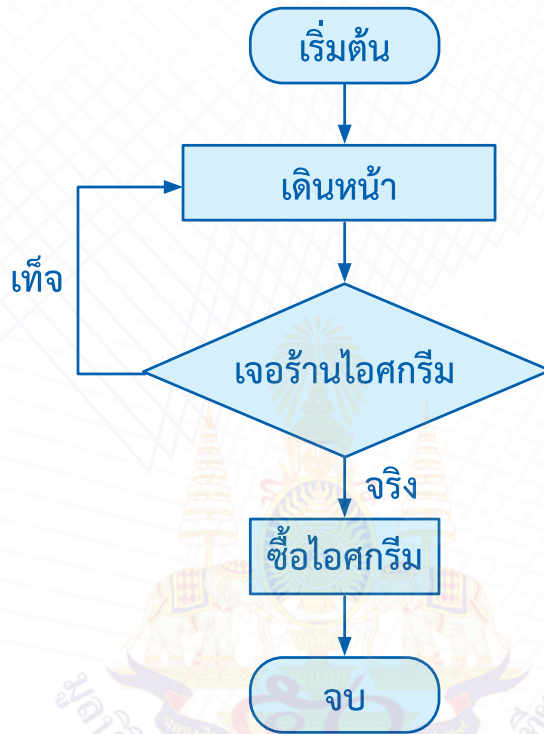 เริ่มต้น
เดินหน้า
เท็จ
เจอร้านไอศกรีม
จริง
ซื้อไอศกรีม
จบ